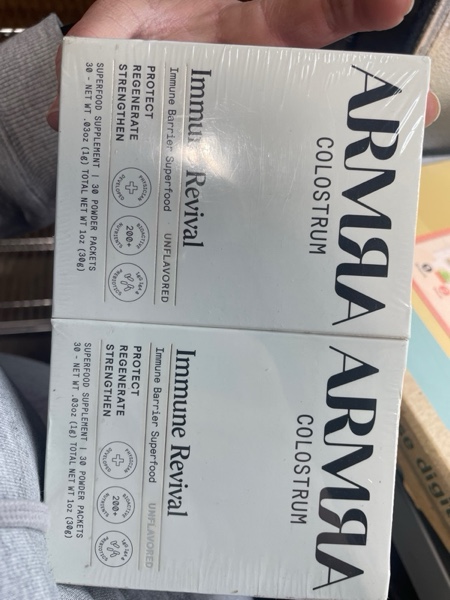 ARMЯA
COLOSTRUM
Immune Revival
Immune Barrier Superfood UNFLAVORED
PROTECT
REGENERATE
STRENGTHEN
200+
SUPERFOOD SUPPLEMENT | 30 POWDER PACKETS
30 - NET WT .03oz (1g) TOTAL NET WT 1oz (30g)
ARMЯA
COLOSTRUM
Immune Revival
Immune Barrier Superfood UNFLAVORED
PROTECT
REGENERATE
STRENGTHEN
200+
SUPERFOOD SUPPLEMENT | 30 POWDER PACKETS
30 - NET WT .03oz (1g) TOTAL NET WT 1oz (30g)